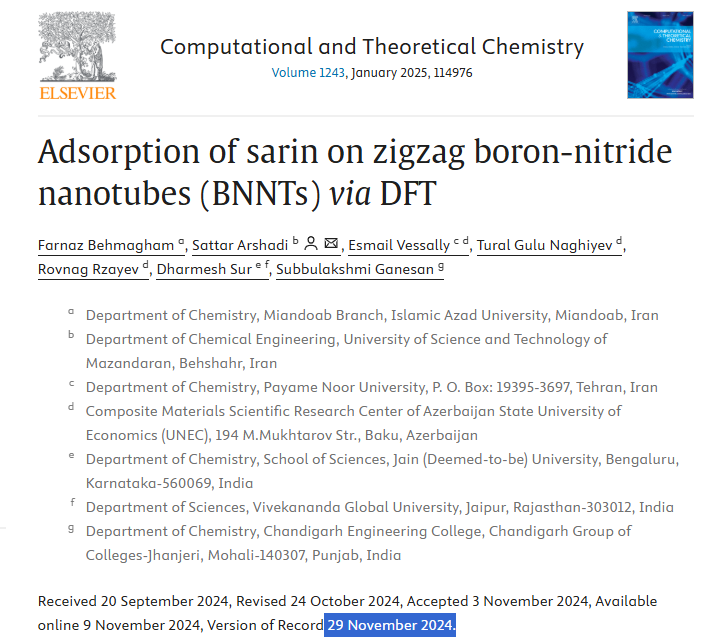 ELSEVIER
Computational and Theoretical Chemistry
Volume 1243, January 2025, 114976
COMPUTATIONAL & THEORETICAL CHEMISTRY
Adsorption of sarin on zigzag boron-nitride
nanotubes (BNNTs) via DFT
Farnaz Behmagham a, Sattar Arshadi b, Esmail Vessally c d, Tural Gulu Naghiyev d,
Rovnag Rzayev d, Dharmesh Sur e f, Subbulakshmi Ganesan g
a Department of Chemistry, Miandoab Branch, Islamic Azad University, Miandoab, Iran
b Department of Chemical Engineering, University of Science and Technology of
Mazandaran, Behshahr, Iran
c Department of Chemistry, Payame Noor University, P. O. Box: 19395-3697, Tehran, Iran
d Composite Materials Scientific Research Center of Azerbaijan State University of
Economics (UNEC), 194 M.Mukhtarov Str., Baku, Azerbaijan
e Department of Chemistry, School of Sciences, Jain (Deemed-to-be) University, Bengaluru,
Karnataka-560069, India
f Department of Sciences, Vivekananda Global University, Jaipur, Rajasthan-303012, India
g Department of Chemistry, Chandigarh Engineering College, Chandigarh Group of
Colleges-Jhanjeri, Mohali-140307, Punjab, India
Received 20 September 2024, Revised 24 October 2024, Accepted 3 November 2024, Available
online 9 November 2024, Version of Record 29 November 2024.